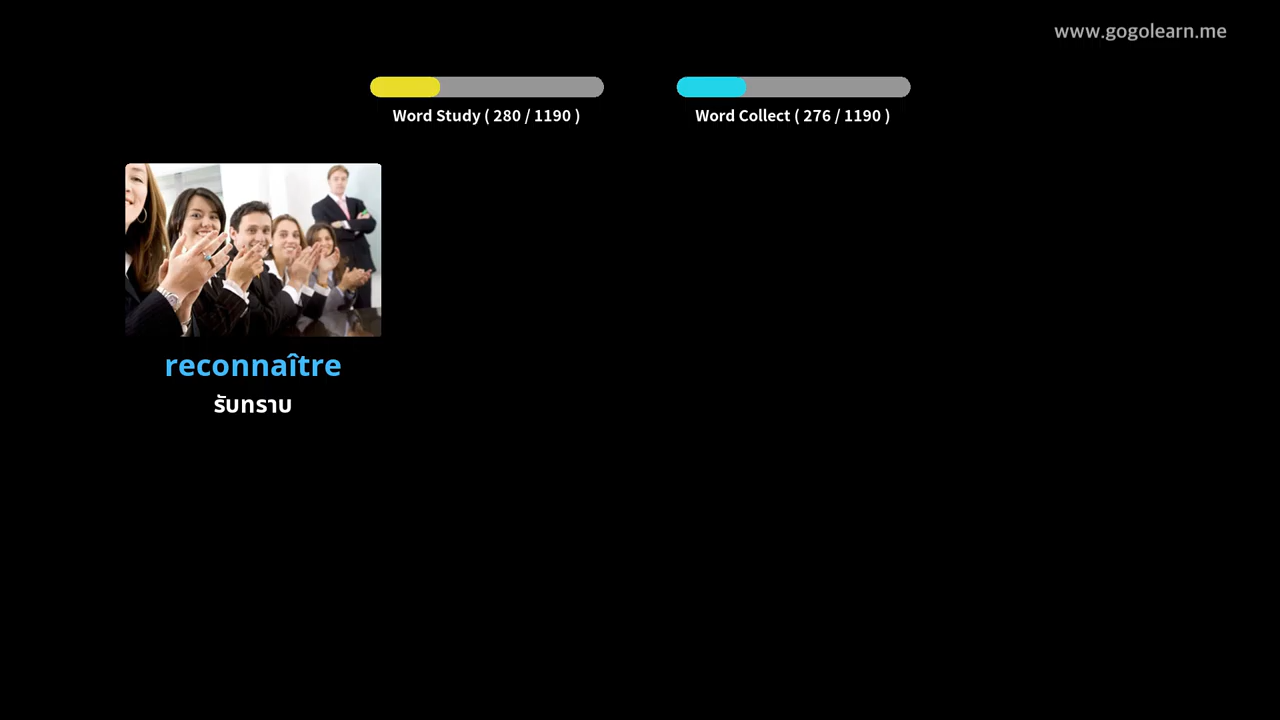 www.gogolearn.me
Word Study ( 280 / 1190 )
Word Collect ( 276 / 1190 )
reconnaître
รับทราบ